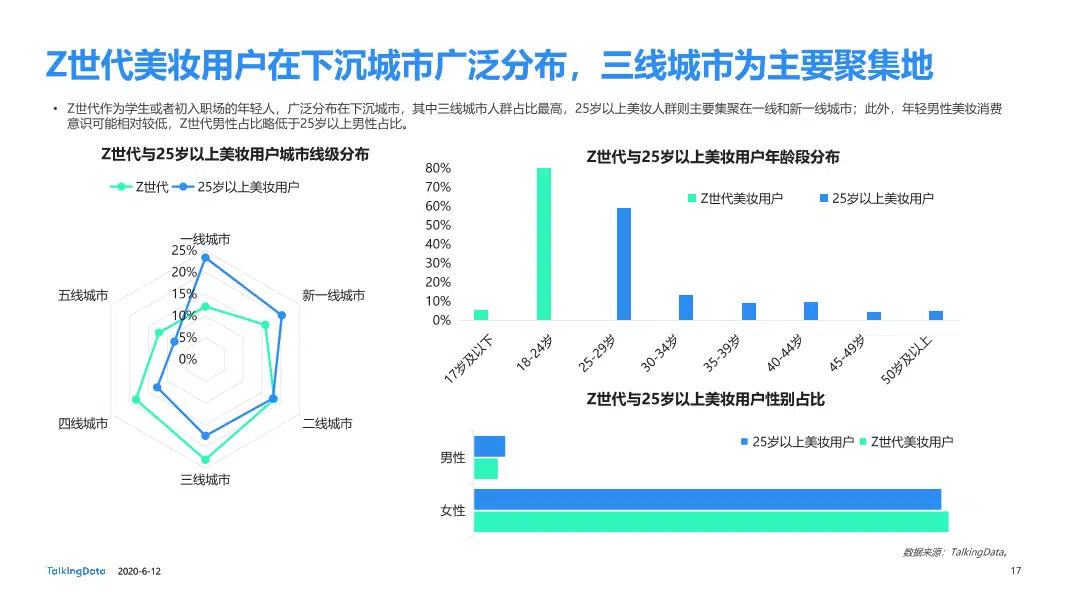 Z世代美妆用户在下沉城市广泛分布，三线城市为主要聚集地
• Z世代作为学生或者初入职场的年轻人，广泛分布在下沉城市，其中三线城市人群占比最高，25岁以上美妆人群则主要集聚在一线和新一线城市；此外，年轻男性美妆消费
意识可能相对较低，Z世代男性占比略低于25岁以上男性占比。
Z世代与25岁以上美妆用户城市线级分布
Z世代 25岁以上美妆用户
一线城市
25%
20%
15%
10%
5%
0%
新一线城市
二线城市
三线城市
四线城市
五线城市
Z世代与25岁以上美妆用户年龄段分布
Z世代美妆用户 25岁以上美妆用户
80%
70%
60%
50%
40%
30%
20%
10%
0%
17岁及以下
18-24岁
25-29岁
30-34岁
35-39岁
40-44岁
45-49岁
50岁及以上
Z世代与25岁以上美妆用户性别占比
25岁以上美妆用户 Z世代美妆用户
男性
女性
数据来源：TalkingData。
TalkingData 2020-6-12
17